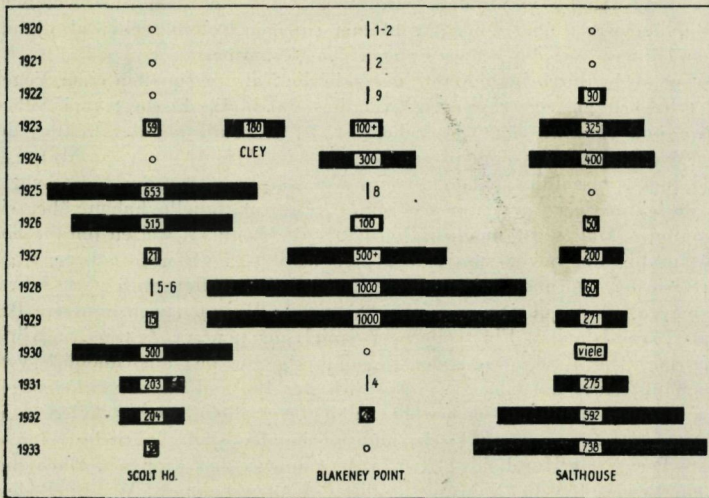 1920 o 1-2 o
1921 o 2 o
1922 o 9 90
1923 59 180 100+ 325
CLEY
1924 o 300 400
1925 653 8 o
1926 515 100 50
1927 21 500+ 200
1928 5-6 1000 60
1929 15 1000 271
1930 500 o viele
1931 203 4 275
1932 204 592
1933 o 738
SCOLT Hd. BLAKENEY POINT SALTHOUSE